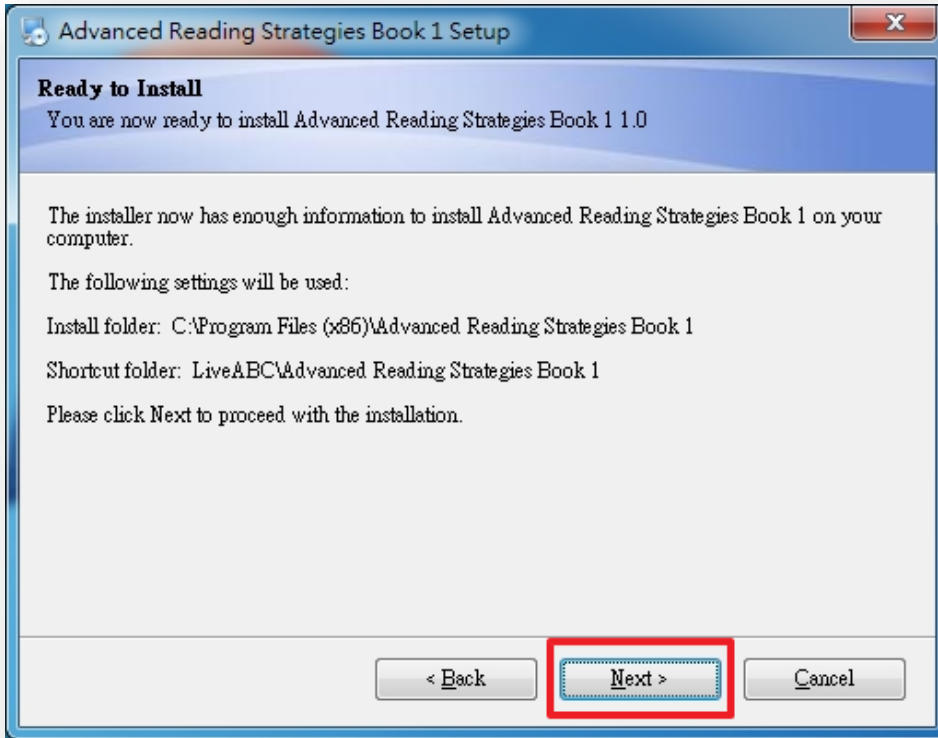 Advanced Reading Strategies Book 1 Setup
X
Ready to Install
You are now ready to install Advanced Reading Strategies Book 1 1.0
The installer now has enough information to install Advanced Reading Strategies Book 1 on your
computer.
The following settings will be used:
Install folder: C:\Program Files (x86)\Advanced Reading Strategies Book 1
Shortcut folder: LiveABC\Advanced Reading Strategies Book 1
Please click Next to proceed with the installation.
< Back Next > Cancel